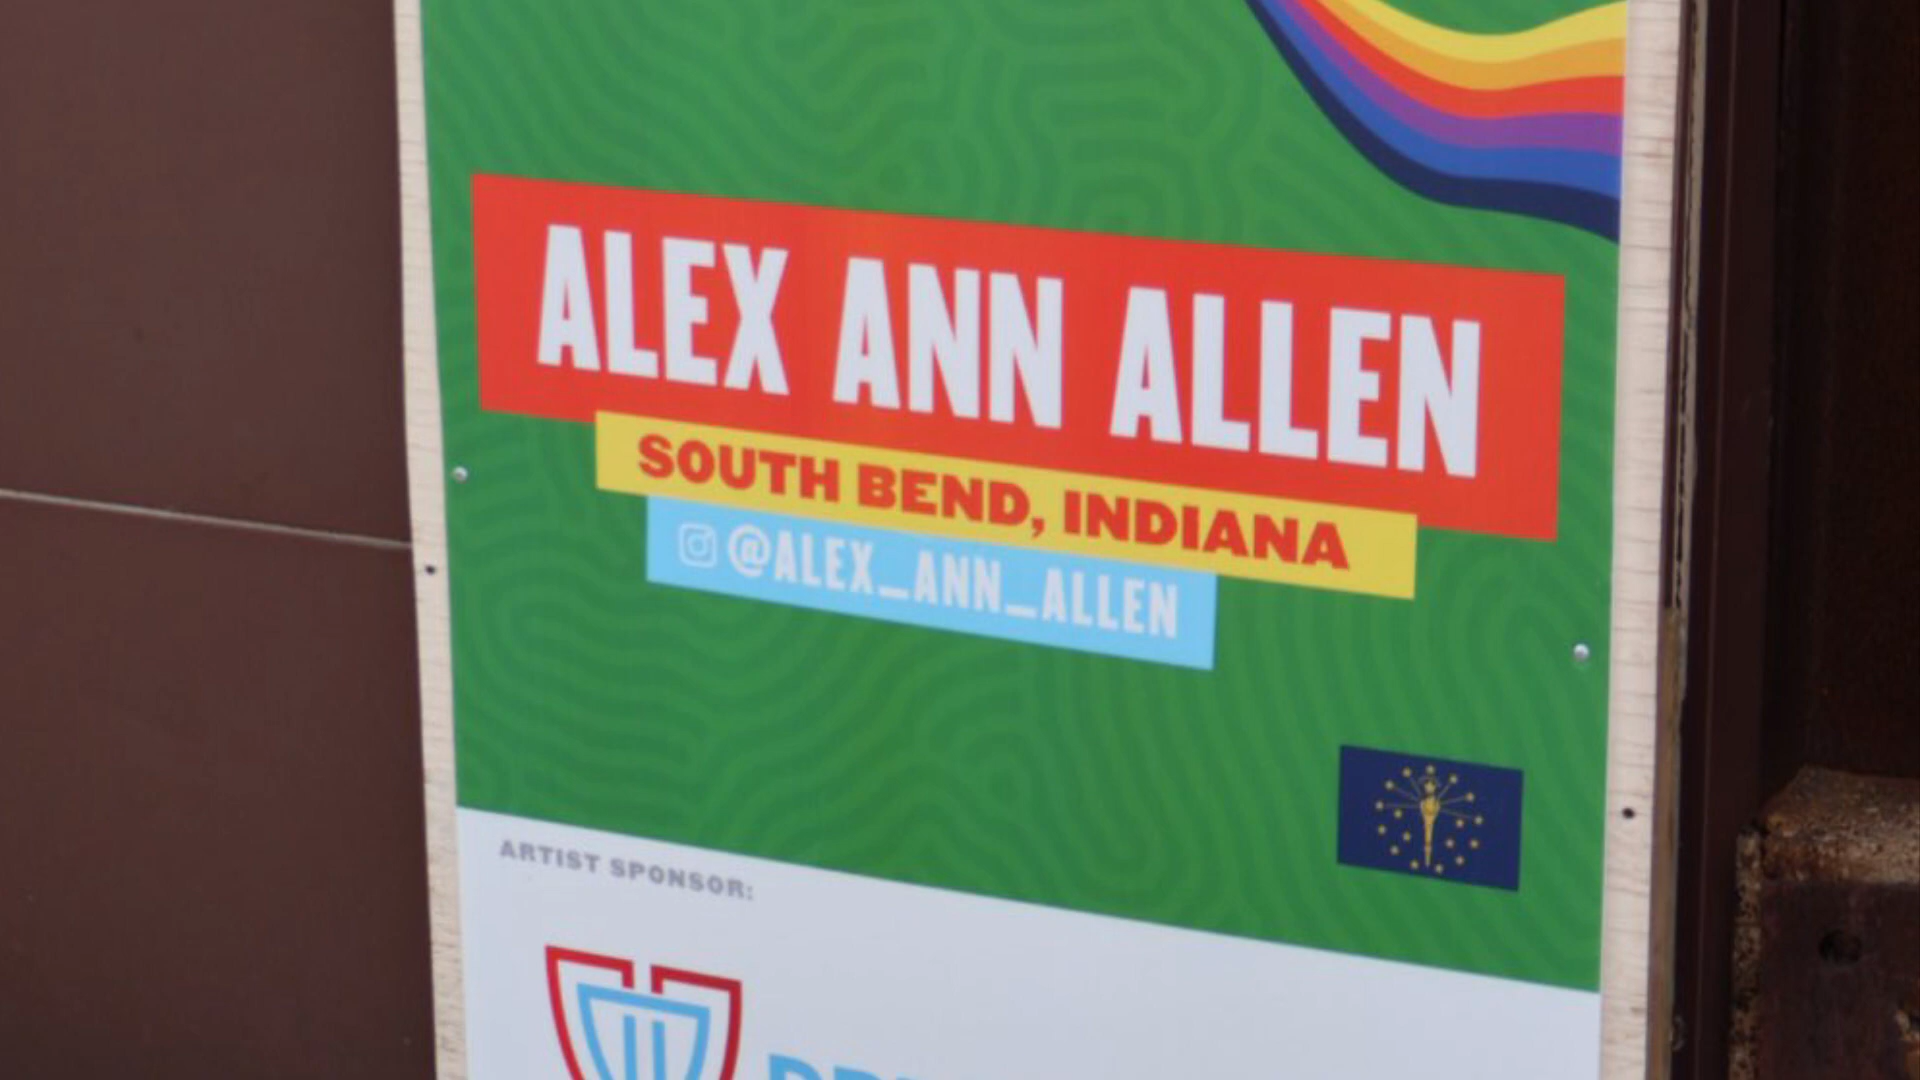 ALEX ANN ALLEN
SOUTH BEND, INDIANA
@ALEX_ANN_ALLEN
ARTIST SPONSOR: